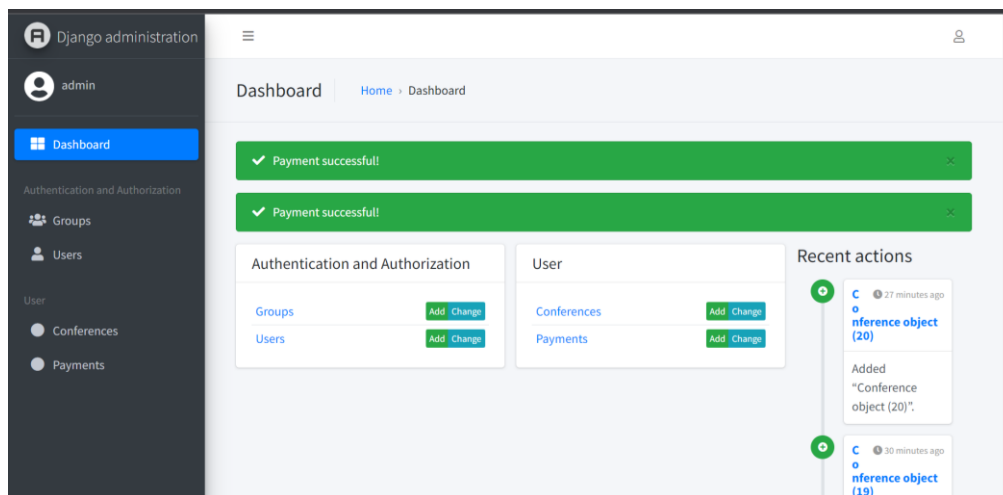 Django administration
admin
Dashboard
Authentication and Authorization
Groups
Users
User
Conferences
Payments
Dashboard
Home › Dashboard
✓ Payment successful! ×
✓ Payment successful! ×
Authentication and Authorization
Groups Add Change
Users Add Change
User
Conferences Add Change
Payments Add Change
Recent actions
C 27 minutes ago
o
nference object
(20)
Added
“Conference
object (20)”.
C 30 minutes ago
o
nference object
(19)